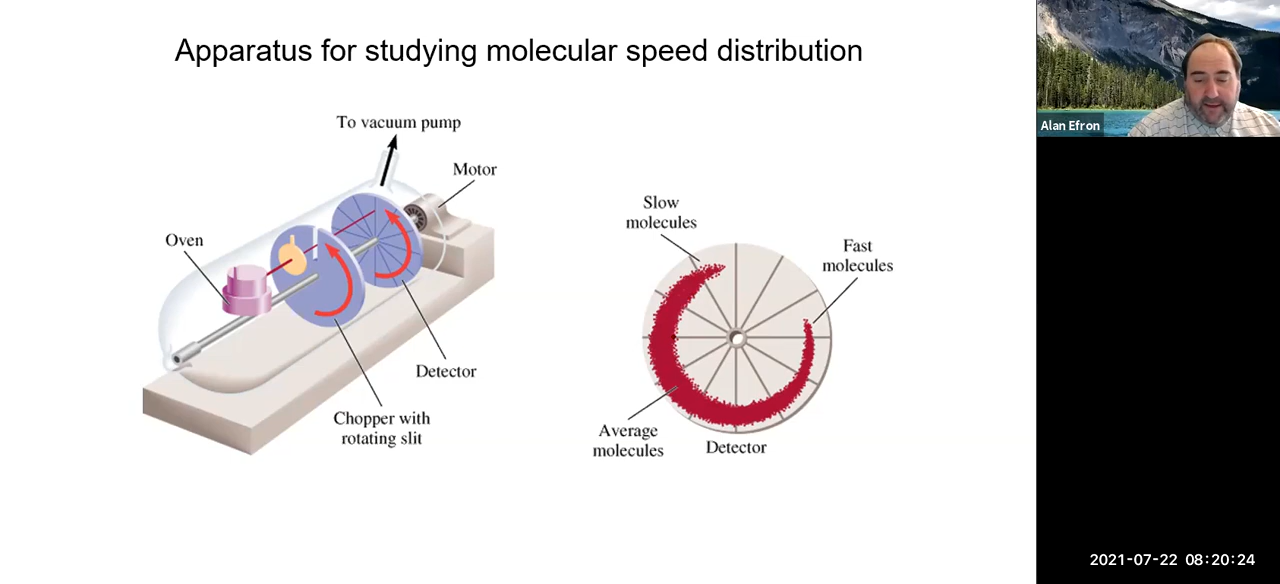 Apparatus for studying molecular speed distribution
To vacuum pump
Motor
Oven
Detector
Chopper with
rotating slit
Slow
molecules
Fast
molecules
Average
molecules
Detector
Alan Efron
2021-07-22 08:20:24